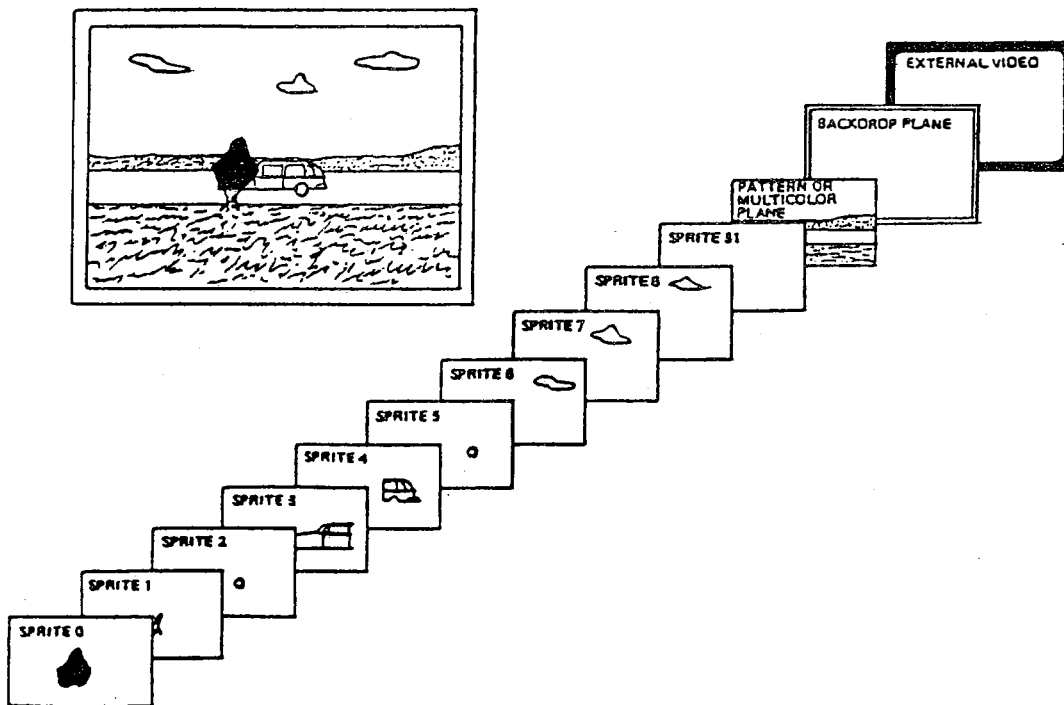 EXTERNAL VIDEO
BACKDROP PLANE
PATTERN OR
MULTICOLOR
PLANE
SPRITE 31
SPRITE 8
SPRITE 7
SPRITE 6
SPRITE 5
SPRITE 4
SPRITE 3
SPRITE 2
SPRITE 1
SPRITE 0